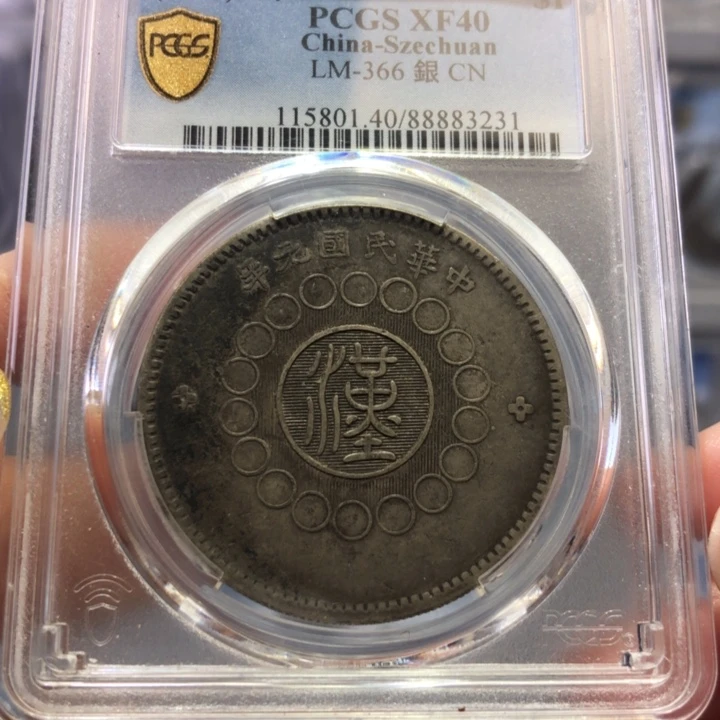 PCGS
PCGS XF40
China-Szechuan
LM-366 銀 CN
115801.40/88883231
中華民國元年
漢
PCGS